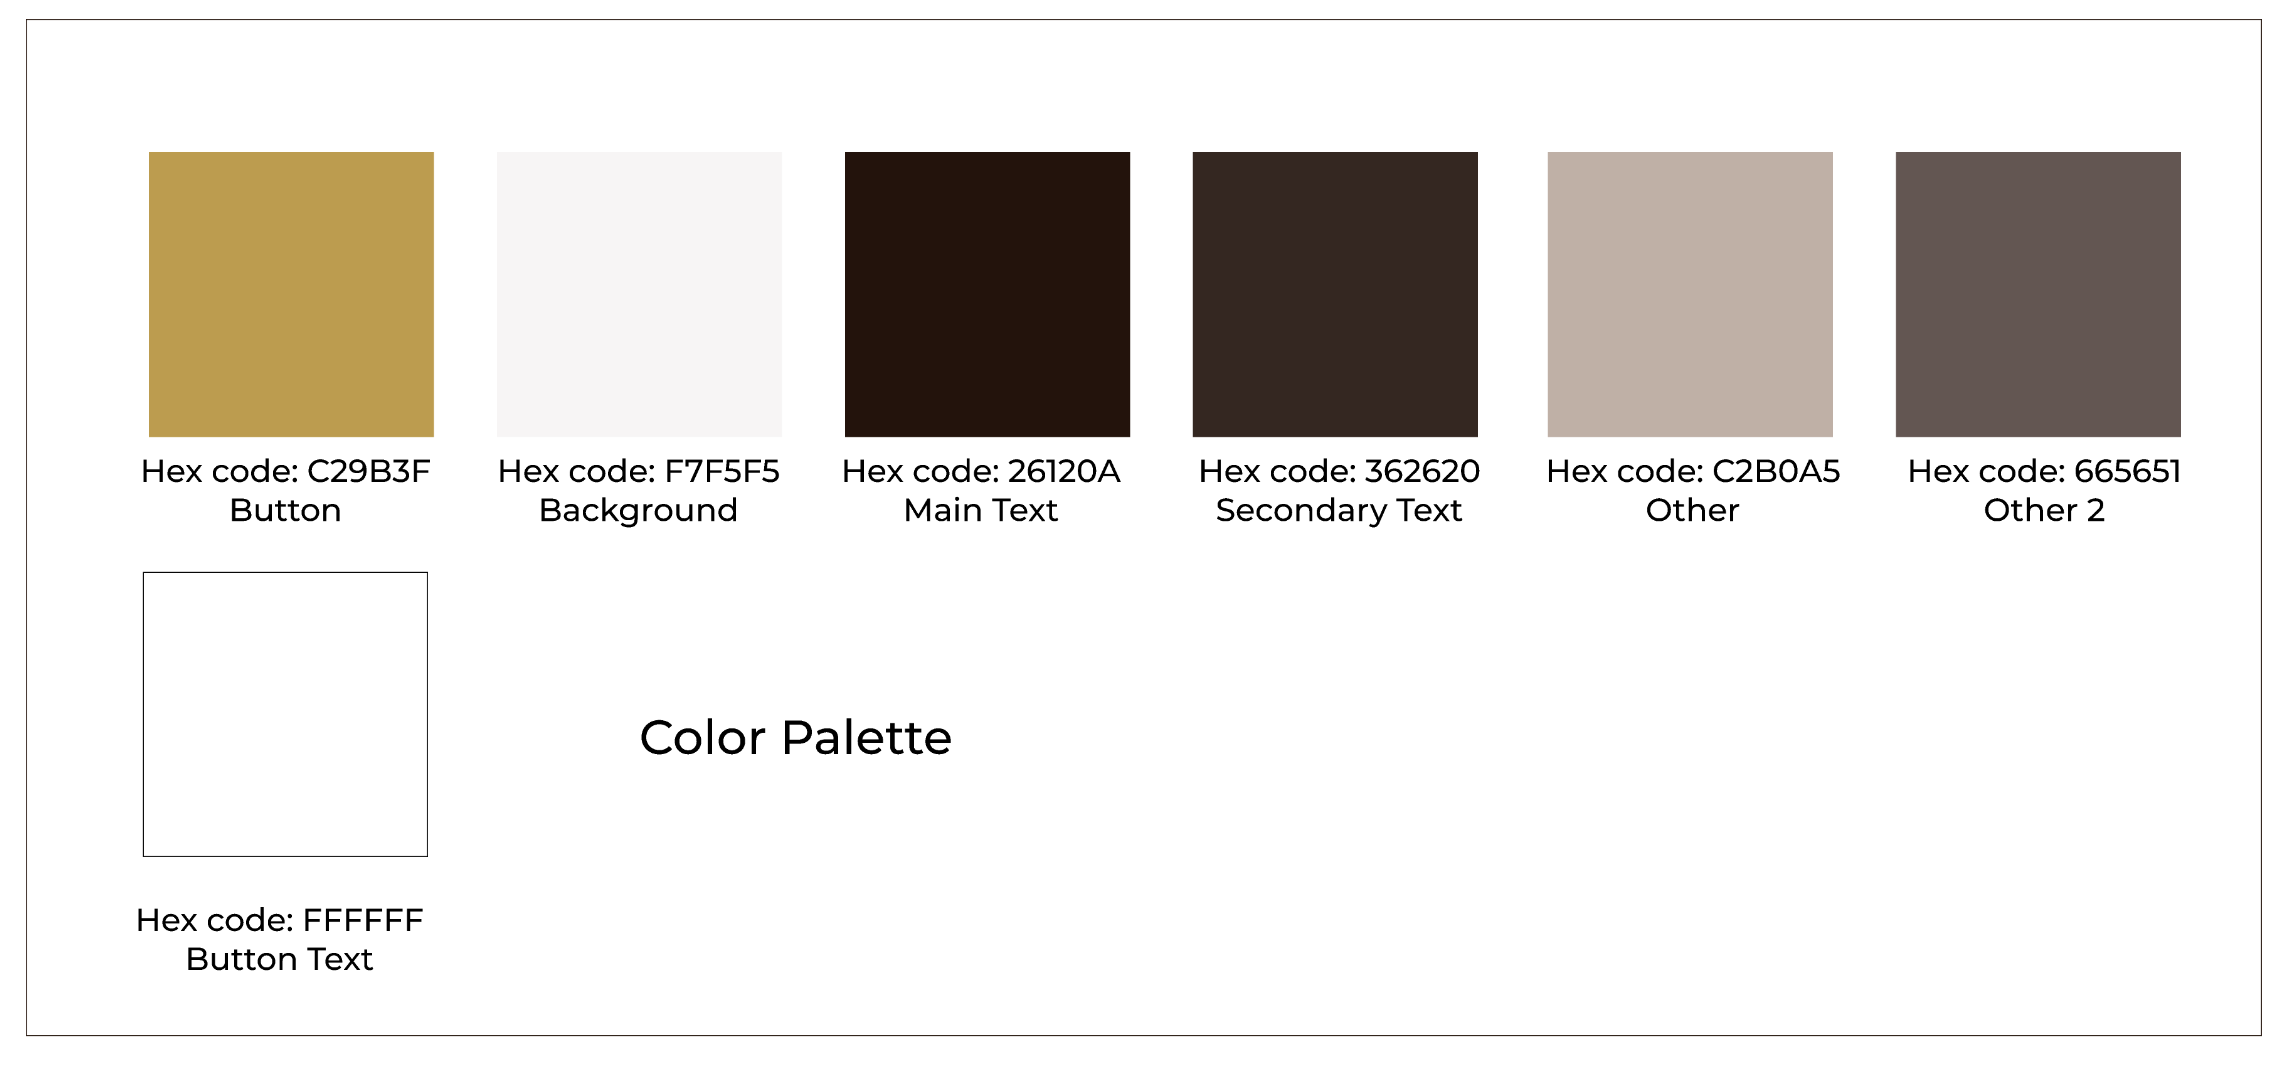 Hex code: C29B3F
Button
Hex code: F7F5F5
Background
Hex code: 26120A
Main Text
Hex code: 362620
Secondary Text
Hex code: C2B0A5
Other
Hex code: 665651
Other 2
Hex code: FFFFFF
Button Text
Color Palette